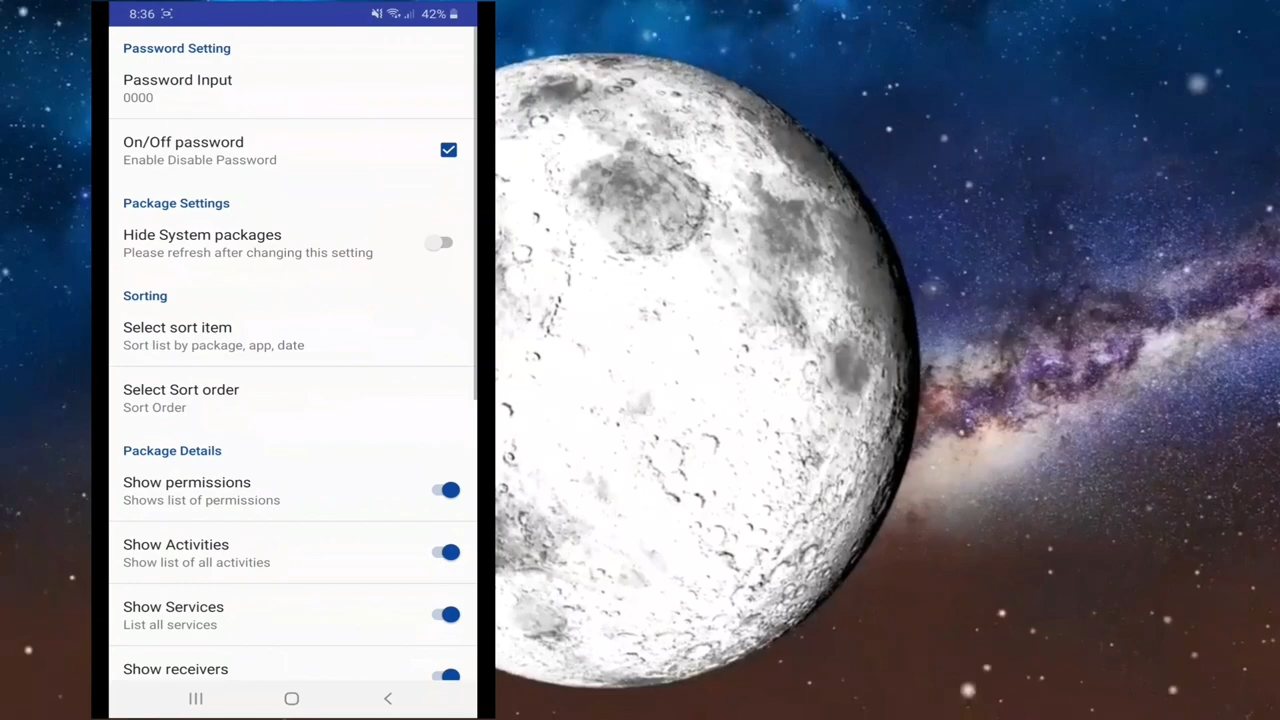 8:36 42%
Password Setting
Password Input
0000
On/Off password
Enable Disable Password
Package Settings
Hide System packages
Please refresh after changing this setting
Sorting
Select sort item
Sort list by package, app, date
Select Sort order
Sort Order
Package Details
Show permissions
Shows list of permissions
Show Activities
Show list of all activities
Show Services
List all services
Show receivers